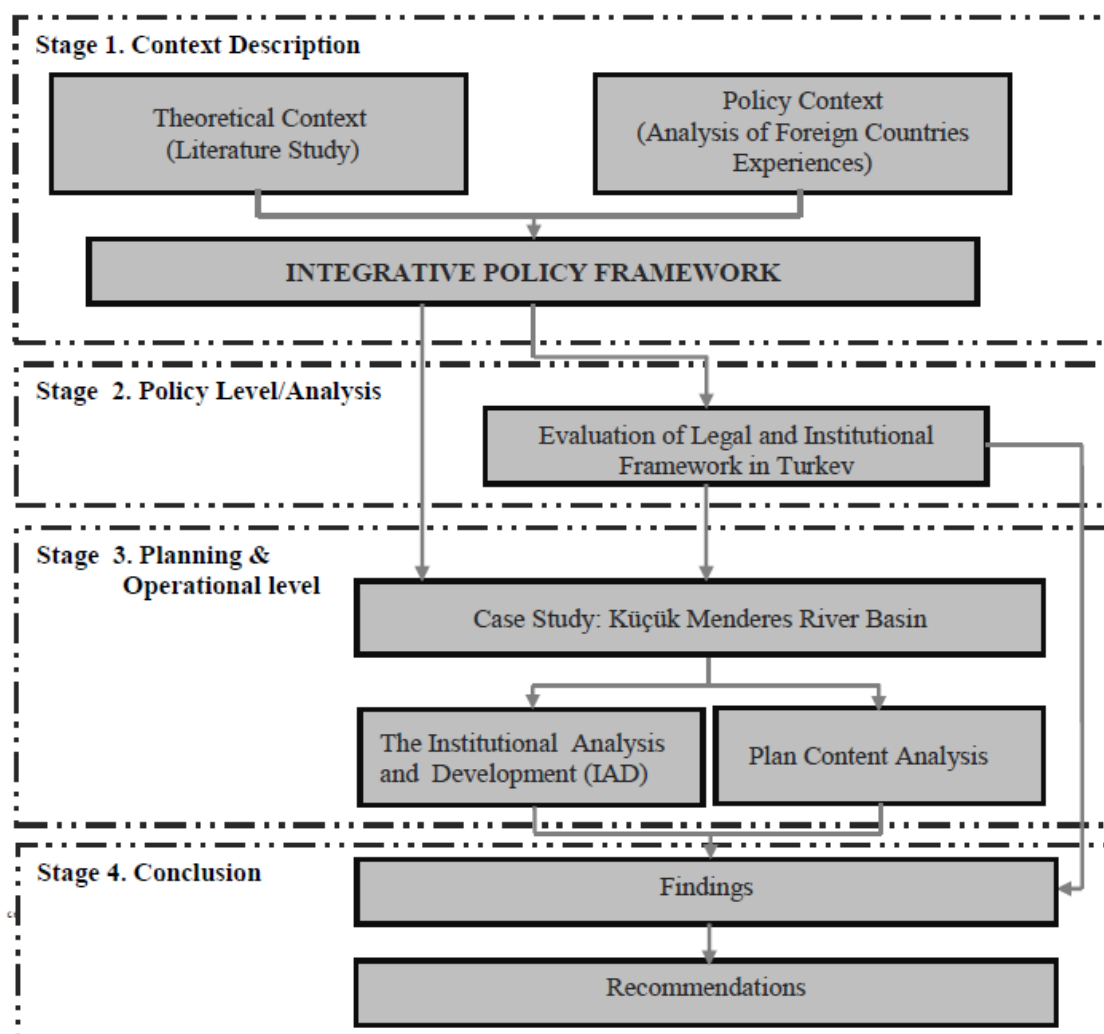 Stage 1. Context Description
Theoretical Context
(Literature Study)
Policy Context
(Analysis of Foreign Countries
Experiences)
INTEGRATIVE POLICY FRAMEWORK
Stage 2. Policy Level/Analysis
Evaluation of Legal and Institutional
Framework in Turkev
Stage 3. Planning &
Operational level
Case Study: Küçük Menderes River Basin
The Institutional Analysis
and Development (IAD)
Plan Content Analysis
Stage 4. Conclusion
“
Findings
Recommendations